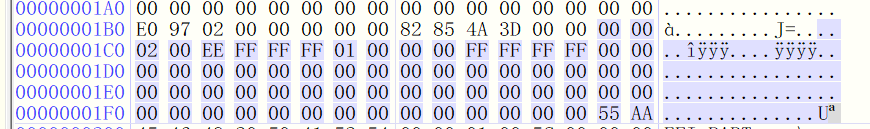 00000001A0 00 00 00 00 00 00 00 00 00 00 00 00 00 00 00 00 ................
00000001B0 E0 97 02 00 00 00 00 00 82 85 4A 3D 00 00 00 00 à.........J=....
00000001C0 02 00 EE FF FF FF 01 00 00 00 FF FF FF FF 00 00 ..îÿÿÿ....ÿÿÿÿ..
00000001D0 00 00 00 00 00 00 00 00 00 00 00 00 00 00 00 00 ................
00000001E0 00 00 00 00 00 00 00 00 00 00 00 00 00 00 00 00 ................
00000001F0 00 00 00 00 00 00 00 00 00 00 00 00 00 00 55 AA ..............Uª